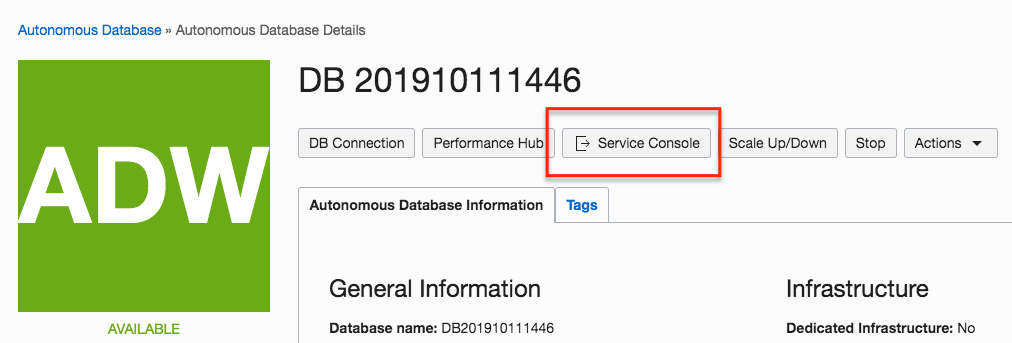 Autonomous Database » Autonomous Database Details
ADW
AVAILABLE
DB 201910111446
DB Connection Performance Hub Service Console Scale Up/Down Stop Actions
Autonomous Database Information Tags
General Information Infrastructure
Database name: DB201910111446 Dedicated Infrastructure: No